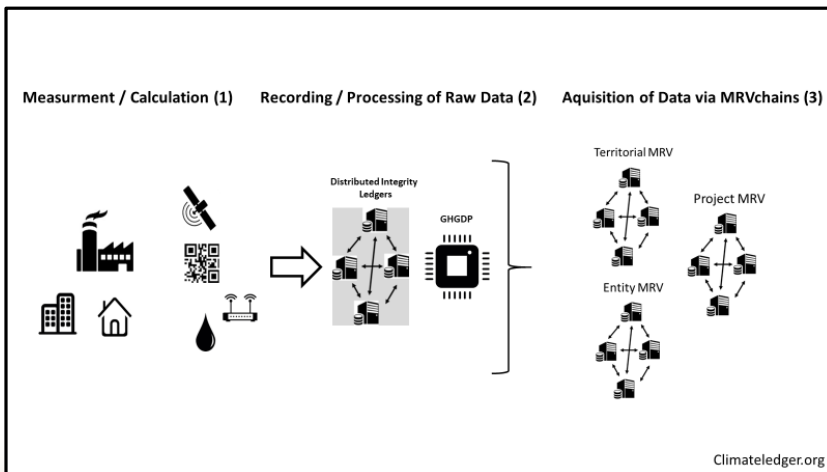 Measurment / Calculation (1)
Recording / Processing of Raw Data (2)
Aquisition of Data via MRVchains (3)
Distributed Integrity
Ledgers
GHGDP
Territorial MRV
Project MRV
Entity MRV
Climateledger.org